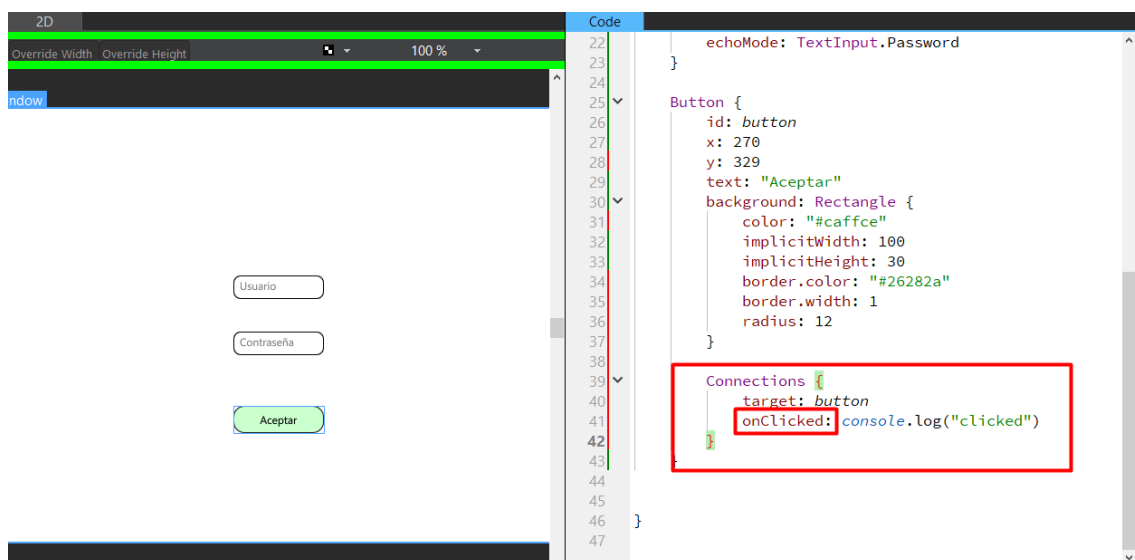 2D
Override Width Override Height
100 %
ndow
Usuario
Contraseña
Aceptar
Code
22 echoMode: TextInput.Password
23 }
24
25 Button {
26 id: button
27 x: 270
28 y: 329
29 text: "Aceptar"
30 background: Rectangle {
31 color: "#caffce"
32 implicitWidth: 100
33 implicitHeight: 30
34 border.color: "#26282a"
35 border.width: 1
36 radius: 12
37 }
38
39 Connections {
40 target: button
41 onClicked: console.log("clicked")
42 }
43 }
44
45
46 }
47